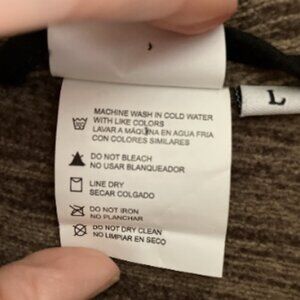 MACHINE WASH IN COLD WATER
WITH LIKE COLORS
LAVAR A MÁQUINA EN AGUA FRIA
CON COLORES SIMILARES
DO NOT BLEACH
NO USAR BLANQUEADOR
LINE DRY
SECAR COLGADO
DO NOT IRON
NO PLANCHAR
DO NOT DRY CLEAN
NO LIMPIAR EN SECO
L